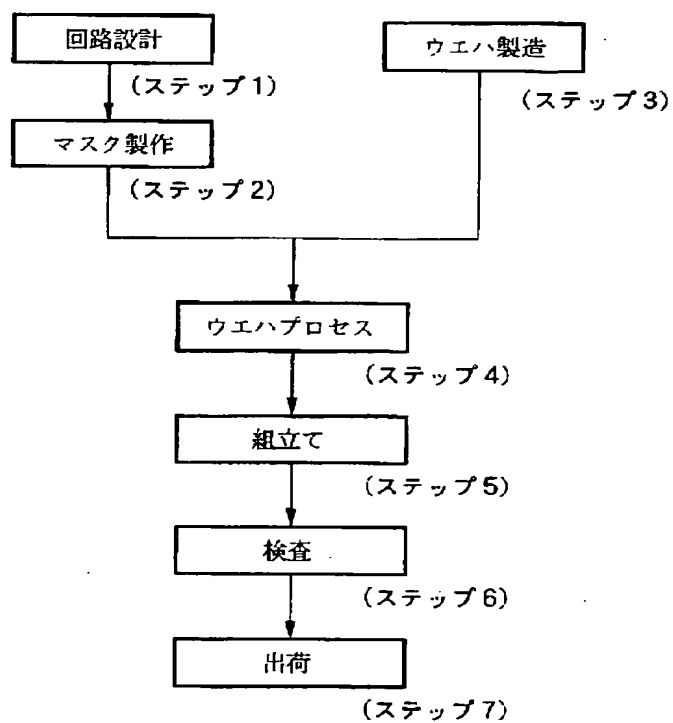 回路設計
(ステップ1)
ウエハ製造
(ステップ3)
マスク製作
(ステップ2)
ウエハプロセス
(ステップ4)
組立て
(ステップ5)
検査
(ステップ6)
出荷
(ステップ7)